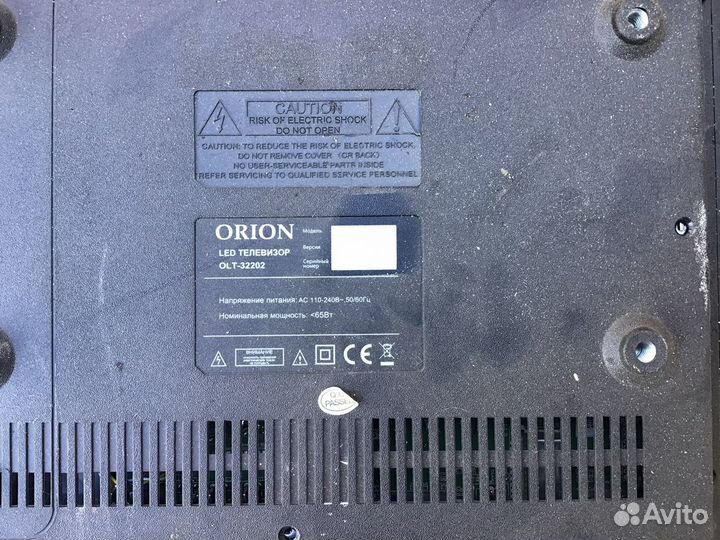 CAUTION
RISK OF ELECTRIC SHOCK
DO NOT OPEN
CAUTION: TO REDUCE THE RISK OF ELECTRIC SHOCK,
DO NOT REMOVE COVER (OR BACK)
NO USER-SERVICEABLE PARTS INSIDE
REFER SERVICING TO QUALIFIED SERVICE PERSONNEL
ORION
LED ТЕЛЕВИЗОР
OLT-32202
Модель
Версия
Серийный
номер
Напряжение питания: AC 110-240В~,50/60Гц
Номинальная мощность: <65Вт
ВНИМАНИЕ
CE
PASSED
Avito